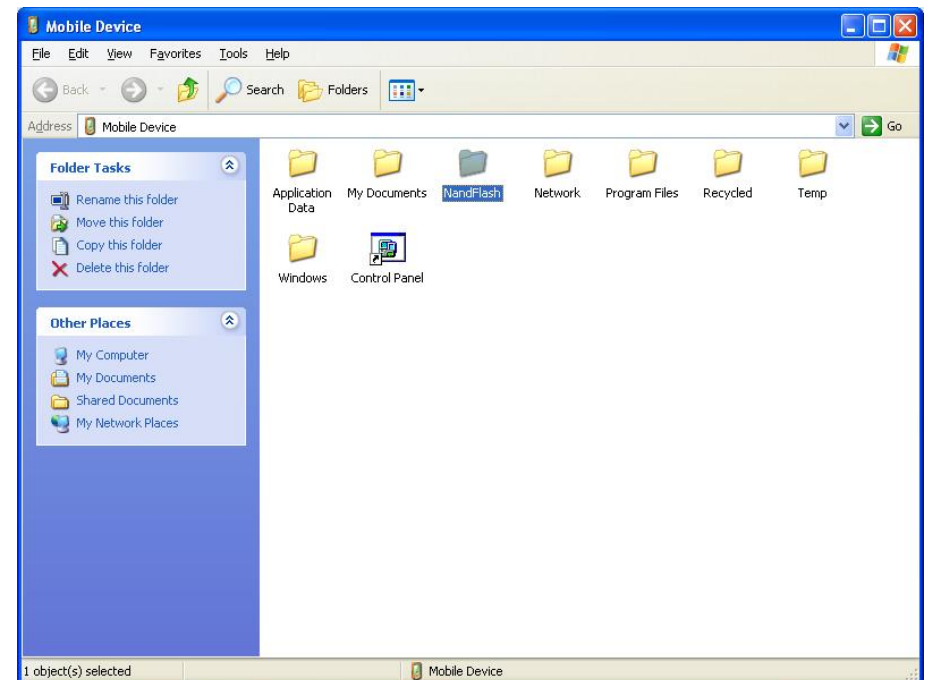 Mobile Device
File Edit View Favorites Tools Help
Back Search Folders
Address Mobile Device Go
Folder Tasks
Rename this folder
Move this folder
Copy this folder
Delete this folder
Other Places
My Computer
My Documents
Shared Documents
My Network Places
Application Data My Documents NandFlash Network Program Files Recycled Temp
Windows Control Panel
1 object(s) selected Mobile Device